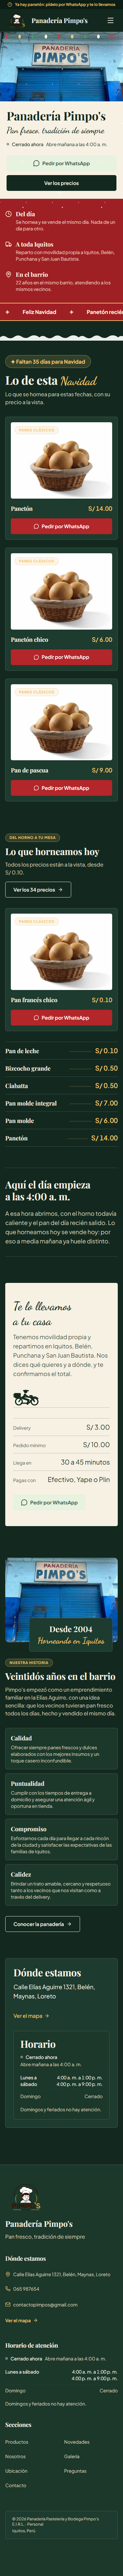 Ya hay panetón: pídelo por WhatsApp y te lo llevamos
Panadería Pimpo's
PANADERIA
PIMPO'S
Panadería Pimpo's
Pan fresco, tradición de siempre
Cerrado ahora Abre mañana a las 4:00 a. m.
Pedir por WhatsApp
Ver los precios
Del día
Se hornea y se vende el mismo día. Nada de un
día para otro.
A toda Iquitos
Reparto con movilidad propia a Iquitos, Belén,
Punchana y San Juan Bautista.
En el barrio
22 años en el mismo barrio, atendiendo a los
mismos vecinos.
Feliz Navidad
Panetón recié
Faltan 35 días para Navidad
Lo de esta Navidad
Lo que se hornea para estas fechas, con su
precio a la vista.
PANES CLÁSICOS
Panetón S/ 14.00
Pedir por WhatsApp
PANES CLÁSICOS
Panetón chico S/ 6.00
Pedir por WhatsApp
PANES CLÁSICOS
Pan de pascua S/ 9.00
Pedir por WhatsApp
DEL HORNO A TU MESA
Lo que horneamos hoy
Todos los precios están a la vista, desde
S/ 0.10.
Ver los 34 precios
PANES CLÁSICOS
Pan francés chico S/ 0.10
Pedir por WhatsApp
Pan de leche S/ 0.10
Bizcocho grande S/ 0.50
Ciabatta S/ 0.50
Pan molde integral S/ 7.00
Pan molde S/ 6.00
Panetón S/ 14.00
Aquí el día empieza
a las 4:00 a. m.
A esa hora abrimos, con el horno todavía
caliente y el pan del día recién salido. Lo
que horneamos hoy se vende hoy: por
eso a media mañana ya huele distinto.
Te lo llevamos
a tu casa
Tenemos movilidad propia y
repartimos en Iquitos, Belén,
Punchana y San Juan Bautista. Nos
dices qué quieres y a dónde, y te
confirmamos el total.
Delivery S/ 3.00
Pedido mínimo S/ 10.00
Llega en 30 a 45 minutos
Pagas con Efectivo, Yape o Plin
Pedir por WhatsApp
PANADERIA
PIMPO'S
Desde 2004
Horneando en Iquitos
NUESTRA HISTORIA
Veintidós años en el barrio
Pimpo's empezó como un emprendimiento
familiar en la Elías Aguirre, con una idea
simple, que los vecinos tuvieran pan fresco
todos los días, hecho y vendido el mismo día.
Calidad
Ofrecer siempre panes frescos y dulces
elaborados con los mejores insumos y un
toque casero inconfundible.
Puntualidad
Cumplir con los tiempos de entrega a
domicilio y asegurar una atención ágil y
oportuna en tienda.
Compromiso
Esforzarnos cada día para llegar a cada rincón
de la ciudad y satisfacer las expectativas de las
familias de Iquitos.
Calidez
Brindar un trato amable, cercano y respetuoso
tanto a los vecinos que nos visitan como a
través del delivery.
Conocer la panadería
Dónde estamos
Calle Elías Aguirre 1321, Belén,
Maynas, Loreto
Ver el mapa
Horario
Cerrado ahora
Abre mañana a las 4:00 a. m.
Lunes a sábado 4:00 a. m. a 1:00 p. m.
4:00 p. m. a 9:00 p. m.
Domingo Cerrado
Domingos y feriados no hay atención.
Panadería Pimpo's
Pan fresco, tradición de siempre
Dónde estamos
Calle Elías Aguirre 1321, Belén, Maynas, Loreto
065 987654
contactopimpos@gmail.com
Ver el mapa
Horario de atención
Cerrado ahora Abre mañana a las 4:00 a. m.
Lunes a sábado 4:00 a. m. a 1:00 p. m.
4:00 p. m. a 9:00 p. m.
Domingo Cerrado
Domingos y feriados no hay atención.
Secciones
Productos Novedades
Nosotros Galería
Ubicación Preguntas
Contacto
© 2026 Panadería Pastelería y Bodega Pimpo's
E.I.R.L. · Personal
Iquitos, Perú